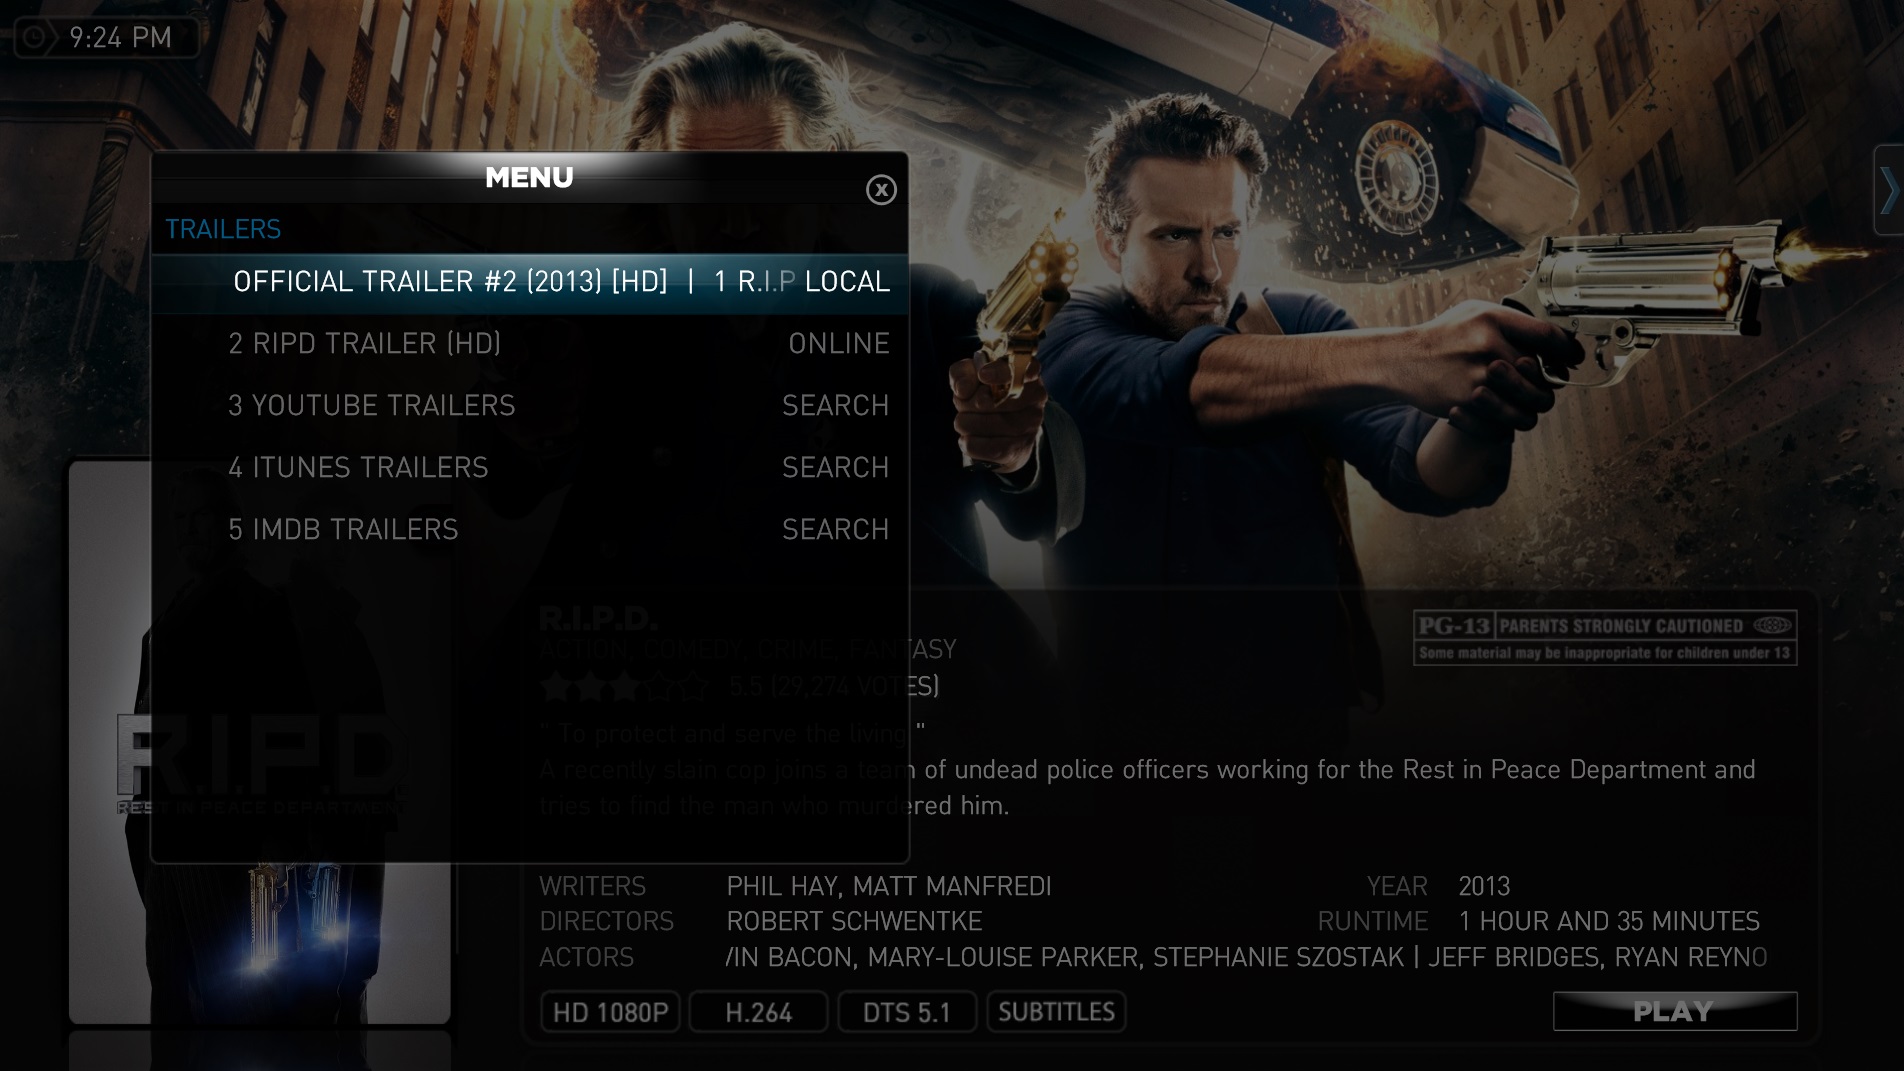 9:24 PM
MENU
TRAILERS
OFFICIAL TRAILER #2 (2013) [HD] | 1 R.I.P LOCAL
2 RIPD TRAILER (HD) ONLINE
3 YOUTUBE TRAILERS SEARCH
4 ITUNES TRAILERS SEARCH
5 IMDB TRAILERS SEARCH
R.I.P.D.
ACTION, COMEDY, CRIME, FANTASY
5.5 (29,274 VOTES)
PG-13 PARENTS STRONGLY CAUTIONED
Some material may be inappropriate for children under 13
" To protect and serve the living "
A recently slain cop joins a team of undead police officers working for the Rest in Peace Department and
tries to find the man who murdered him.
R.I.P.D
REST IN PEACE DEPARTMENT
WRITERS PHIL HAY, MATT MANFREDI YEAR 2013
DIRECTORS ROBERT SCHWENTKE RUNTIME 1 HOUR AND 35 MINUTES
ACTORS /IN BACON, MARY-LOUISE PARKER, STEPHANIE SZOSTAK | JEFF BRIDGES, RYAN REYNO
HD 1080P H.264 DTS 5.1 SUBTITLES PLAY